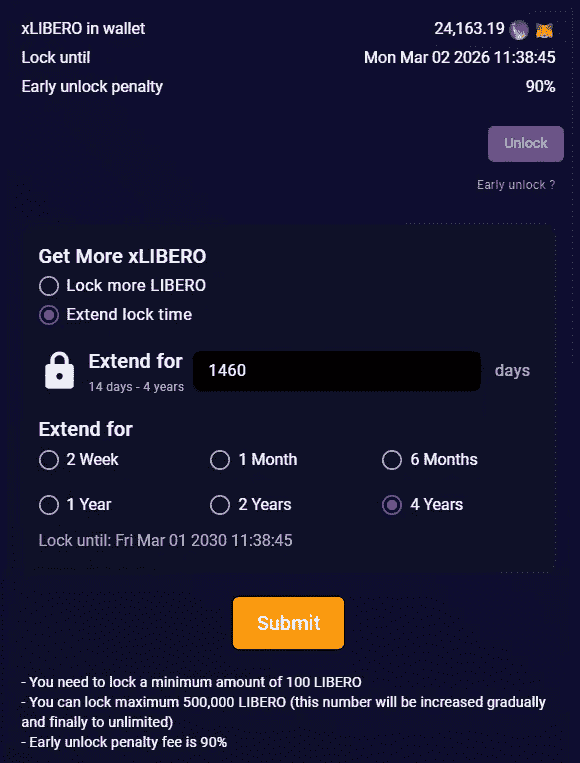 xLIBERO in wallet 24,163.19
Lock until Mon Mar 02 2026 11:38:45
Early unlock penalty 90%
Unlock
Early unlock ?
Get More xLIBERO
Lock more LIBERO
Extend lock time
Extend for 1460 days
14 days - 4 years
Extend for
2 Week 1 Month 6 Months
1 Year 2 Years 4 Years
Lock until: Fri Mar 01 2030 11:38:45
Submit
- You need to lock a minimum amount of 100 LIBERO
- You can lock maximum 500,000 LIBERO (this number will be increased gradually
and finally to unlimited)
- Early unlock penalty fee is 90%